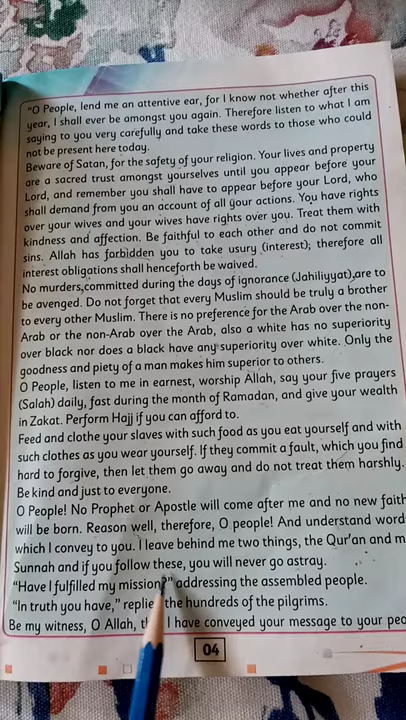 "O People, lend me an attentive ear, for I know not whether after this
year, I shall ever be amongst you again. Therefore listen to what I am
saying to you very carefully and take these words to those who could
not be present here today.
Beware of Satan, for the safety of your religion. Your lives and property
are a sacred trust amongst yourselves until you appear before your
Lord, and remember you shall have to appear before your Lord, who
shall demand from you an account of all your actions. You have rights
over your wives and your wives have rights over you. Treat them with
kindness and affection. Be faithful to each other and do not commit
sins. Allah has farbidden you to take usury (interest); therefore all
interest obligations shall henceforth be waived.
No murders,committed during the days of ignorance (Jahiliyyat),are to
be avenged. Do not forget that every Muslim should be truly a brother
to every other Muslim. There is no preference for the Arab over the non-
Arab or the non-Arab over the Arab, also a white has no superiority
over black nor does a black have any superiority over white. Only the
goodness and piety of a man makes him superior to others.
O People, listen to me in earnest, worship Allah, say your five prayers
(Salah) daily, fast during the month of Ramadan, and give your wealth
in Zakat. Perform Hajj if you can afford to.
Feed and clothe your slaves with such food as you eat yourself and with
such clothes as you wear yourself. If they commit a fault, which you find
hard to forgive, then let them go away and do not treat them harshly.
Be kind and just to everyone.
O People! No Prophet or Apostle will come after me and no new faith
will be born. Reason well, therefore, O people! And understand word
which I convey to you. I leave behind me two things, the Qur'an and m
Sunnah and if you follow these, you will never go astray.
"Have I fulfilled my mission?" addressing the assembled people.
"In truth you have," replie the hundreds of the pilgrims.
Be my witness, O Allah, I have conveyed your message to your peo
04